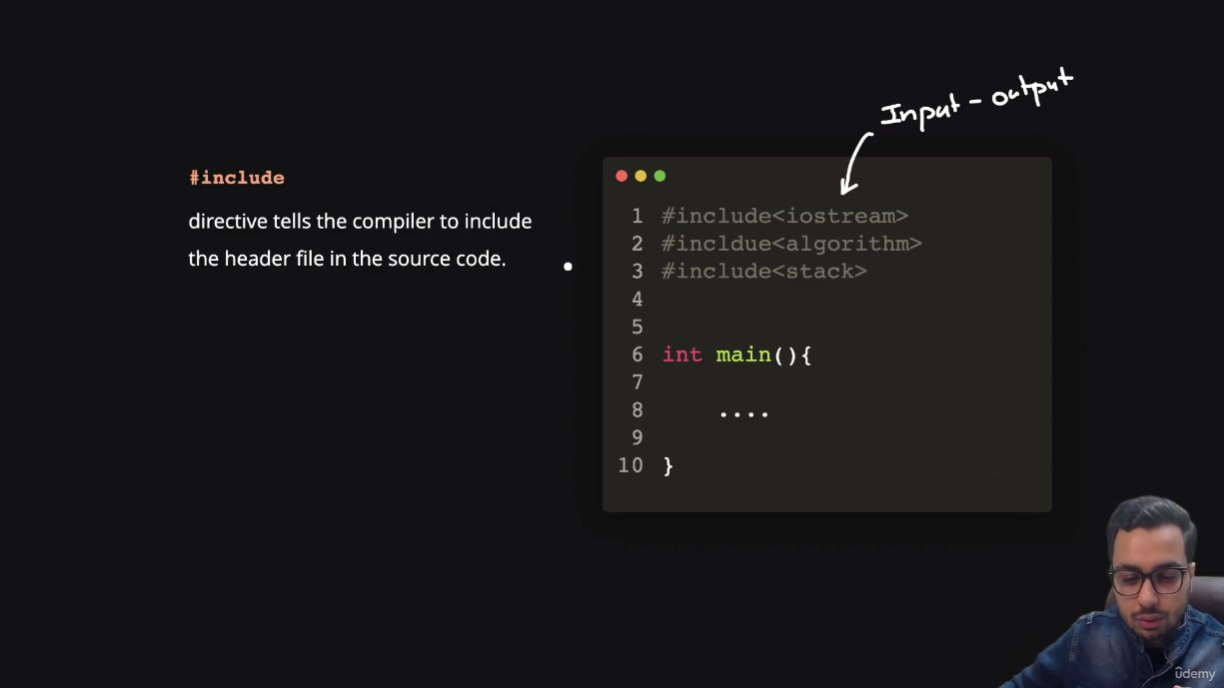 Input - output
#include
directive tells the compiler to include
the header file in the source code.
1 #include<iostream>
2 #incldue<algorithm>
3 #include<stack>
4
5
6 int main(){
7
8 ....
9
10 }
udemy